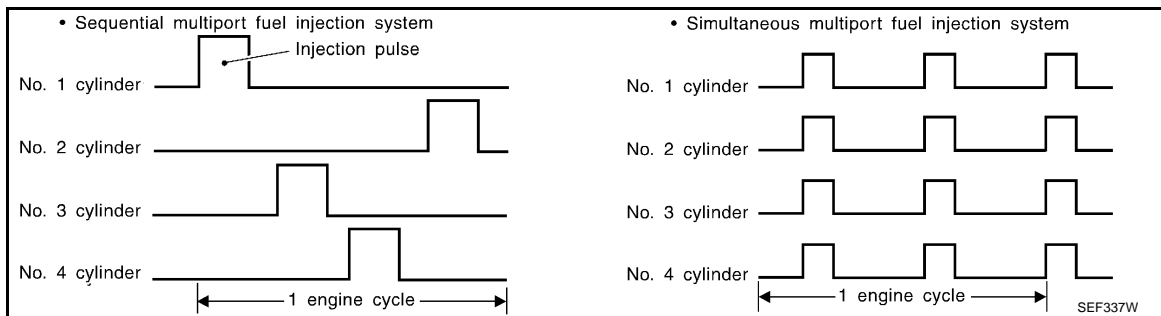 • Sequential multiport fuel injection system
Injection pulse
No. 1 cylinder
No. 2 cylinder
No. 3 cylinder
No. 4 cylinder
1 engine cycle
• Simultaneous multiport fuel injection system
No. 1 cylinder
No. 2 cylinder
No. 3 cylinder
No. 4 cylinder
1 engine cycle
SEF337W